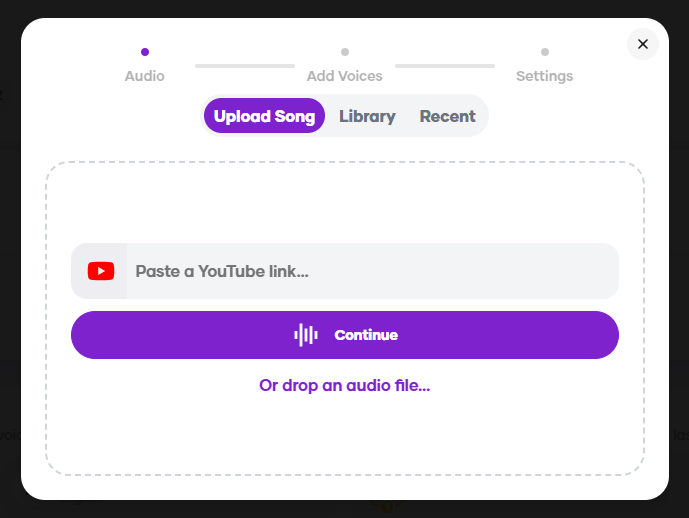 Audio
Add Voices
Settings
Upload Song
Library
Recent
Paste a YouTube link...
Continue
Or drop an audio file...